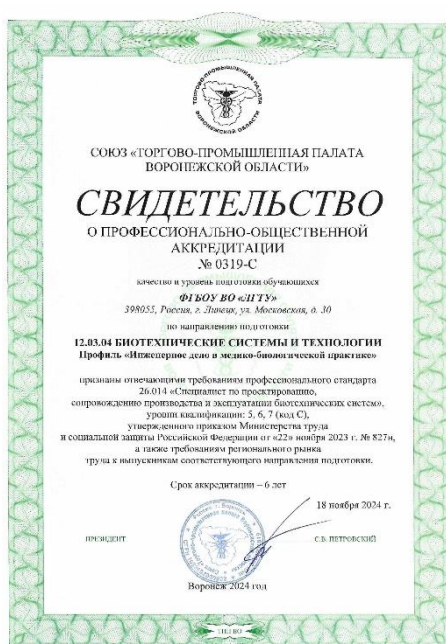 ТОРГОВО-ПРОМЫШЛЕННАЯ ПАЛАТА
ВОРОНЕЖСКОЙ ОБЛАСТИ
СОЮЗ «ТОРГОВО-ПРОМЫШЛЕННАЯ ПАЛАТА
ВОРОНЕЖСКОЙ ОБЛАСТИ»
СВИДЕТЕЛЬСТВО
О ПРОФЕССИОНАЛЬНО-ОБЩЕСТВЕННОЙ
АККРЕДИТАЦИИ
№ 0319-С
качество и уровень подготовки обучающихся
ФГБОУ ВО «ЛГТУ»
398055, Россия, г. Липецк, ул. Московская, д. 30
по направлению подготовки
12.03.04 БИОТЕХНИЧЕСКИЕ СИСТЕМЫ И ТЕХНОЛОГИИ
Профиль «Инженерное дело в медико-биологической практике»
признаны отвечающими требованиям профессионального стандарта
26.014 «Специалист по проектированию,
сопровождению производства и эксплуатации биотехнических систем»,
уровни квалификации: 5, 6, 7 (код С),
утвержденного приказом Министерства труда
и социальной защиты Российской Федерации от «22» ноября 2023 г. № 827н,
а также требованиям регионального рынка
труда к выпускникам соответствующего направления подготовки.
Срок аккредитации – 6 лет
18 ноября 2024 г.
ПРЕЗИДЕНТ
С.В. ПЕТРОВСКИЙ
Воронеж 2024 год